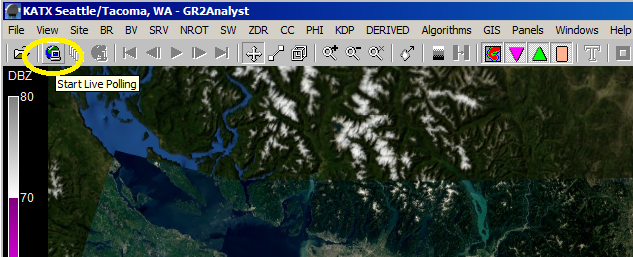 KATX Seattle/Tacoma, WA - GR2Analyst
File View Site BR BV SRV NROT SW ZDR CC PHI KDP DERIVED Algorithms GIS Panels Windows Help
T
Start Live Polling
DBZ
80
70